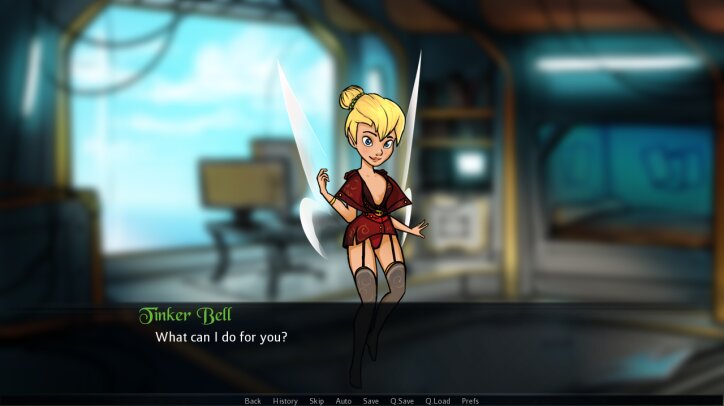 Tinker Bell
What can I do for you?
Back History Skip Auto Save Q.Save Q.Load Prefs